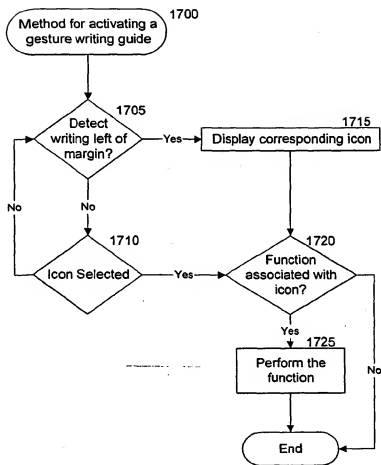 Method for activating a
gesture writing guide
1700
1705
Detect
writing left of
margin?
Yes
1715
Display corresponding icon
No
No
1710
Icon Selected
Yes
1720
Function
associated with
icon?
Yes
1725
Perform the
function
No
End